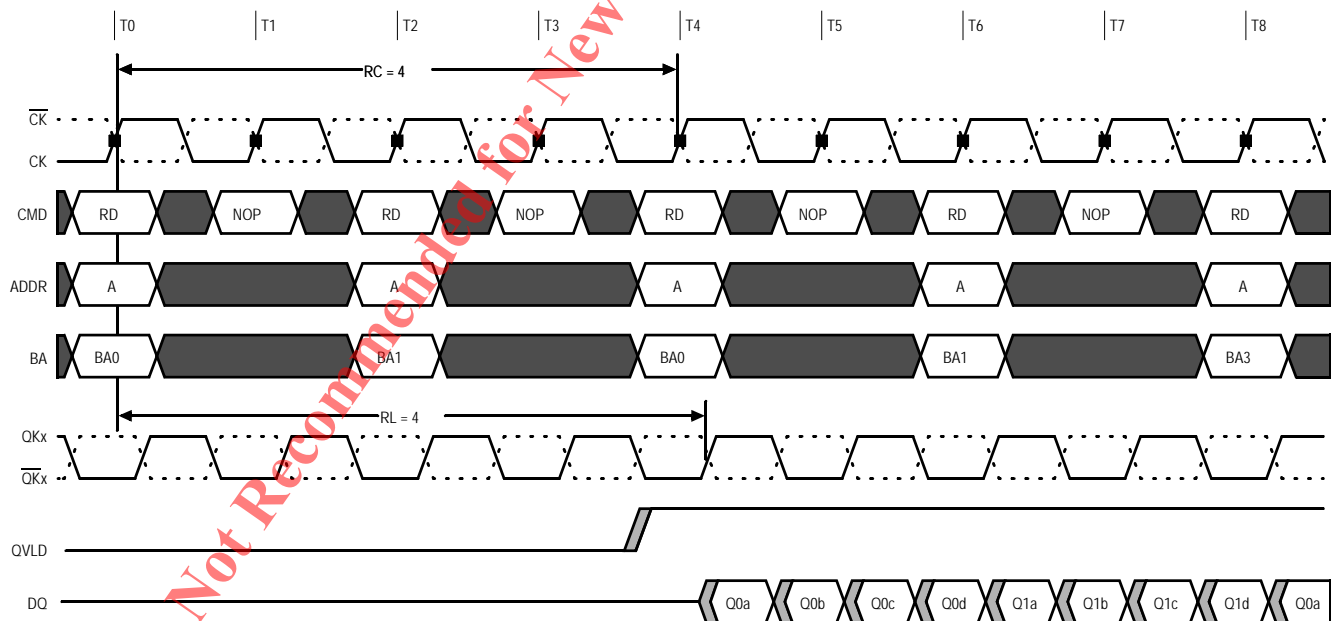 T0 T1 T2 T3 T4 T5 T6 T7 T8
RC = 4
CK
CK
CMD RD NOP RD NOP RD NOP RD NOP RD
ADDR A A A A A
BA BA0 BA1 BA0 BA1 BA3
RL = 4
QKx
QKx
QVLD
DQ Q0a Q0b Q0c Q0d Q1a Q1b Q1c Q1d Q0a
Not Recommended for New